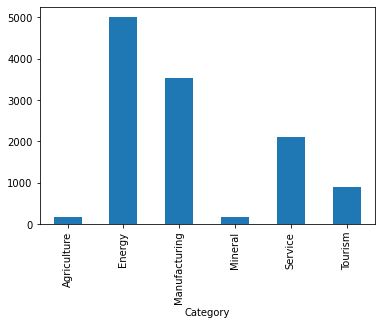 5000
4000
3000
2000
1000
0
Agriculture
Energy
Manufacturing
Mineral
Service
Tourism
Category